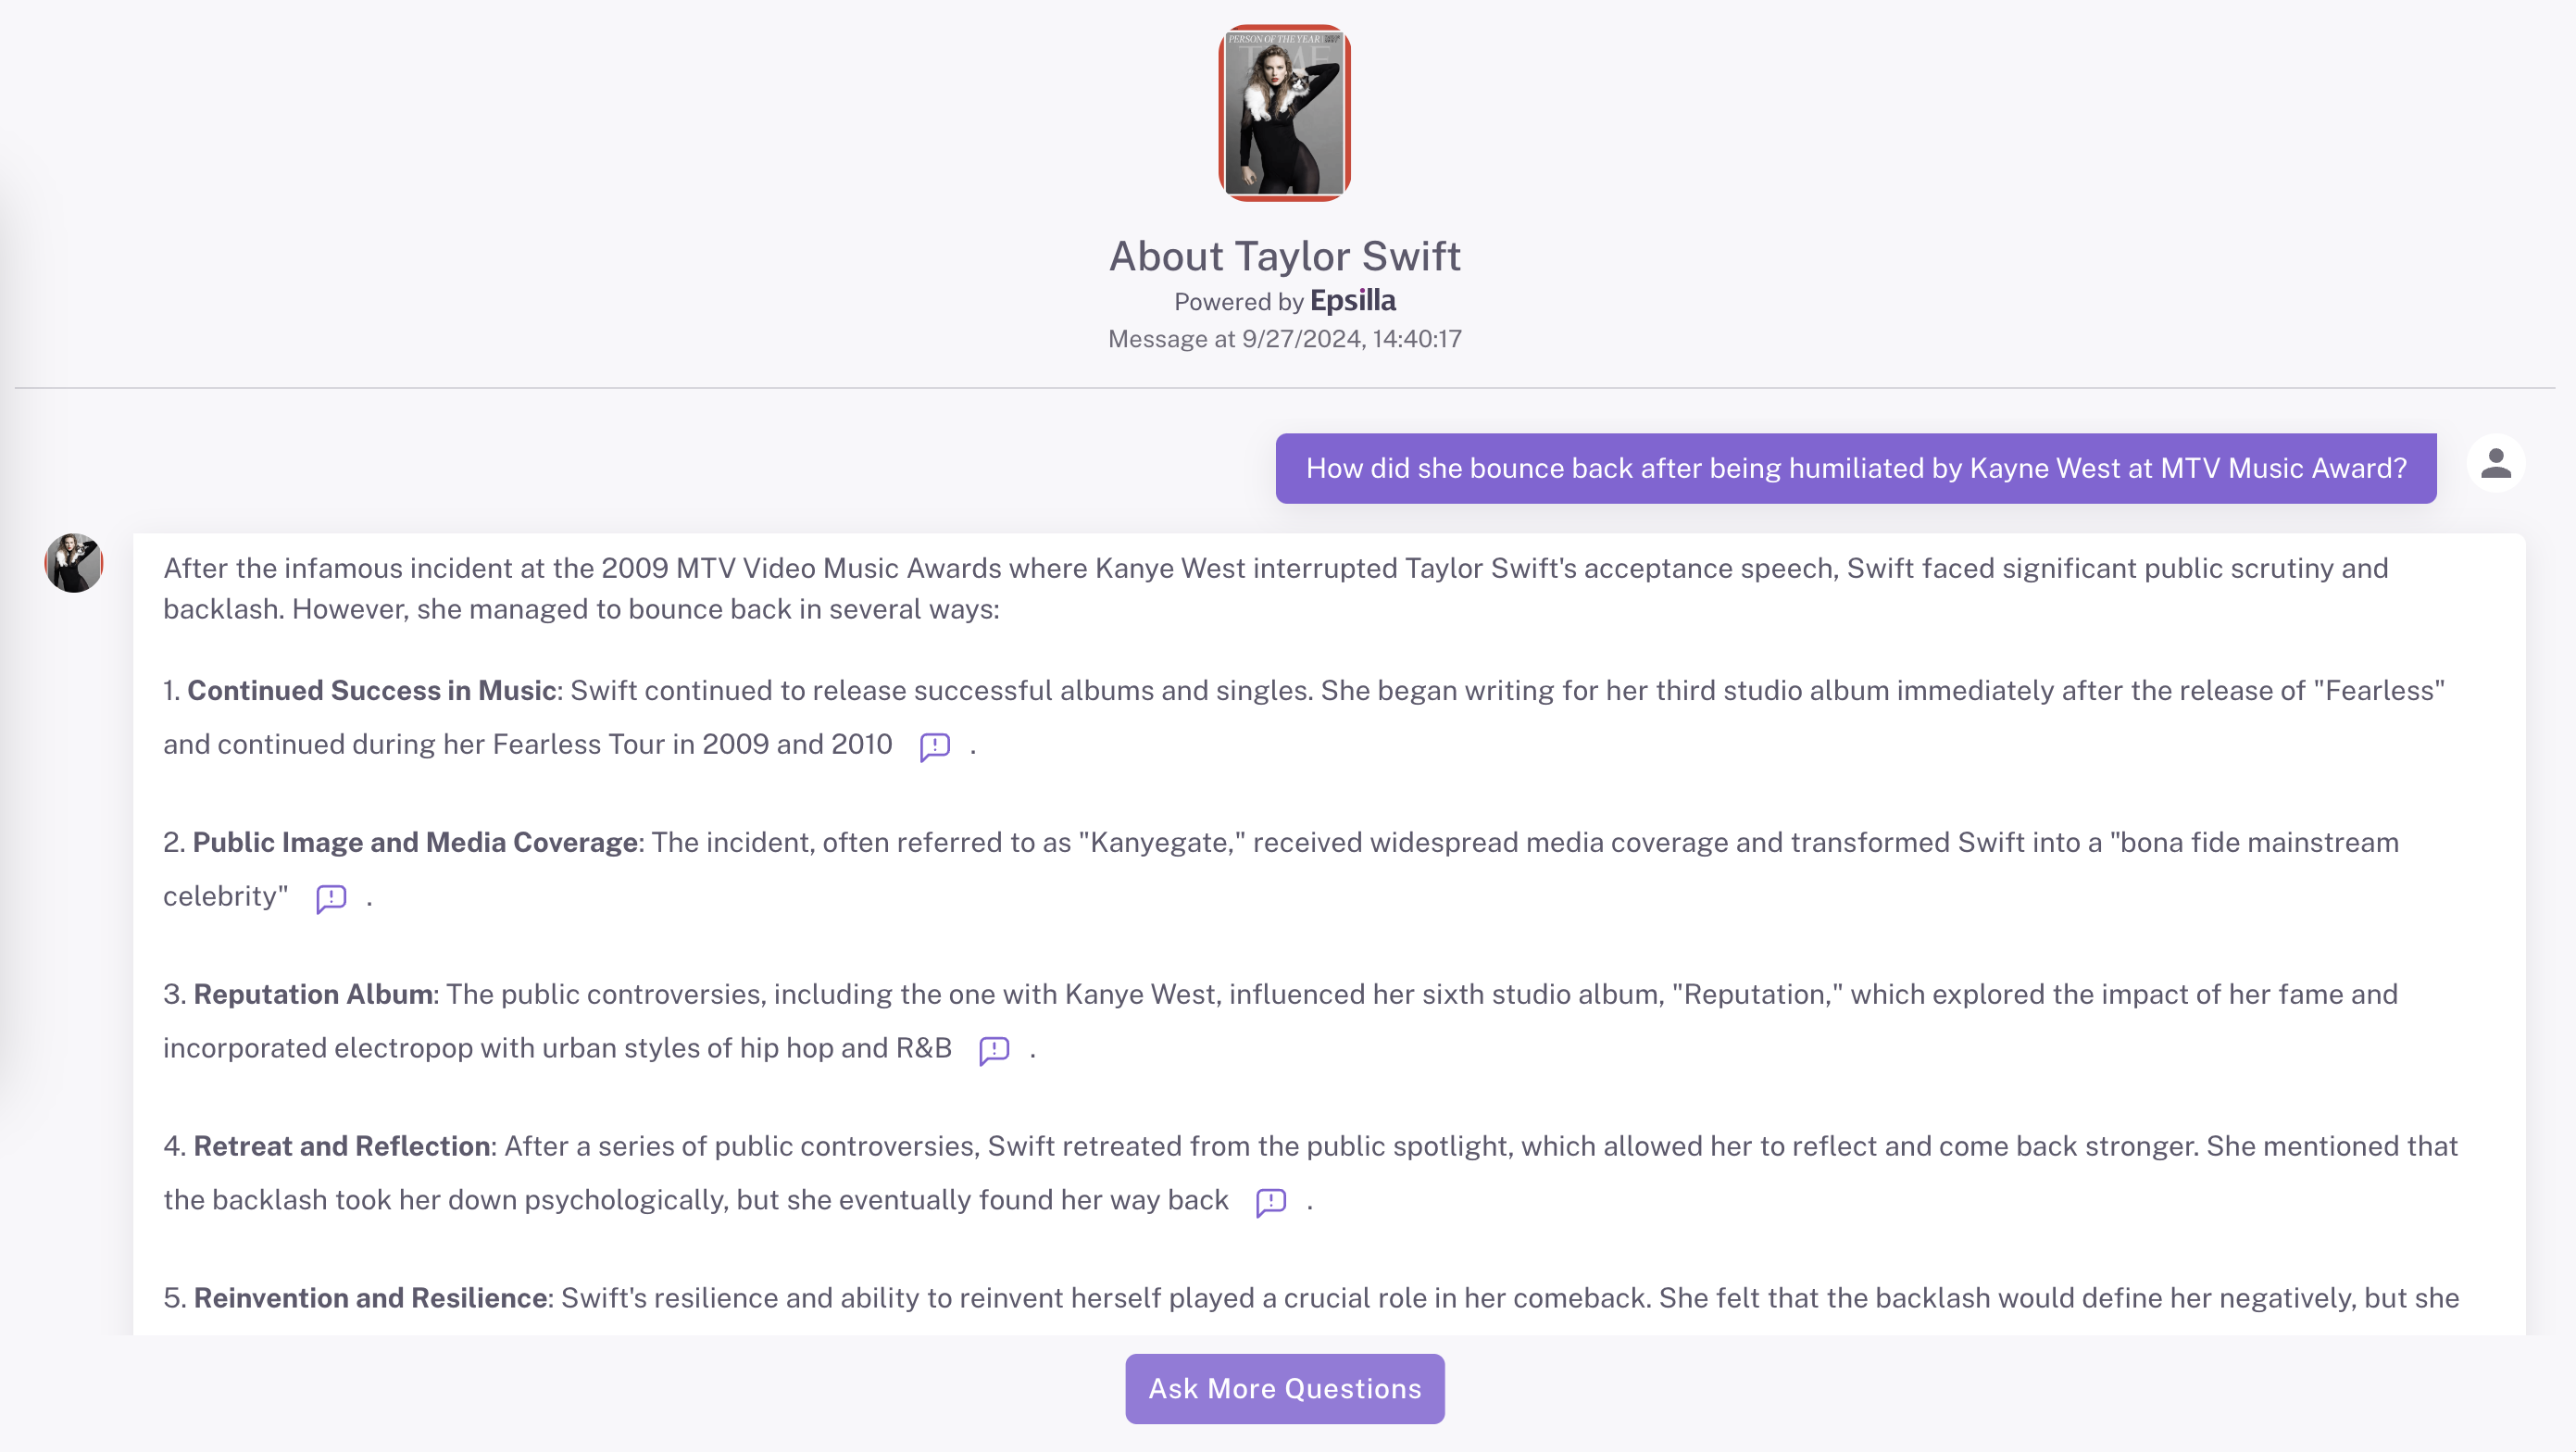 PERSON OF THE YEAR
TIME
About Taylor Swift
Powered by Epsilla
Message at 9/27/2024, 14:40:17
How did she bounce back after being humiliated by Kayne West at MTV Music Award?
After the infamous incident at the 2009 MTV Video Music Awards where Kanye West interrupted Taylor Swift's acceptance speech, Swift faced significant public scrutiny and
backlash. However, she managed to bounce back in several ways:
1. Continued Success in Music: Swift continued to release successful albums and singles. She began writing for her third studio album immediately after the release of "Fearless"
and continued during her Fearless Tour in 2009 and 2010 .
2. Public Image and Media Coverage: The incident, often referred to as "Kanyegate," received widespread media coverage and transformed Swift into a "bona fide mainstream
celebrity" .
3. Reputation Album: The public controversies, including the one with Kanye West, influenced her sixth studio album, "Reputation," which explored the impact of her fame and
incorporated electropop with urban styles of hip hop and R&B .
4. Retreat and Reflection: After a series of public controversies, Swift retreated from the public spotlight, which allowed her to reflect and come back stronger. She mentioned that
the backlash took her down psychologically, but she eventually found her way back .
5. Reinvention and Resilience: Swift's resilience and ability to reinvent herself played a crucial role in her comeback. She felt that the backlash would define her negatively, but she
Ask More Questions